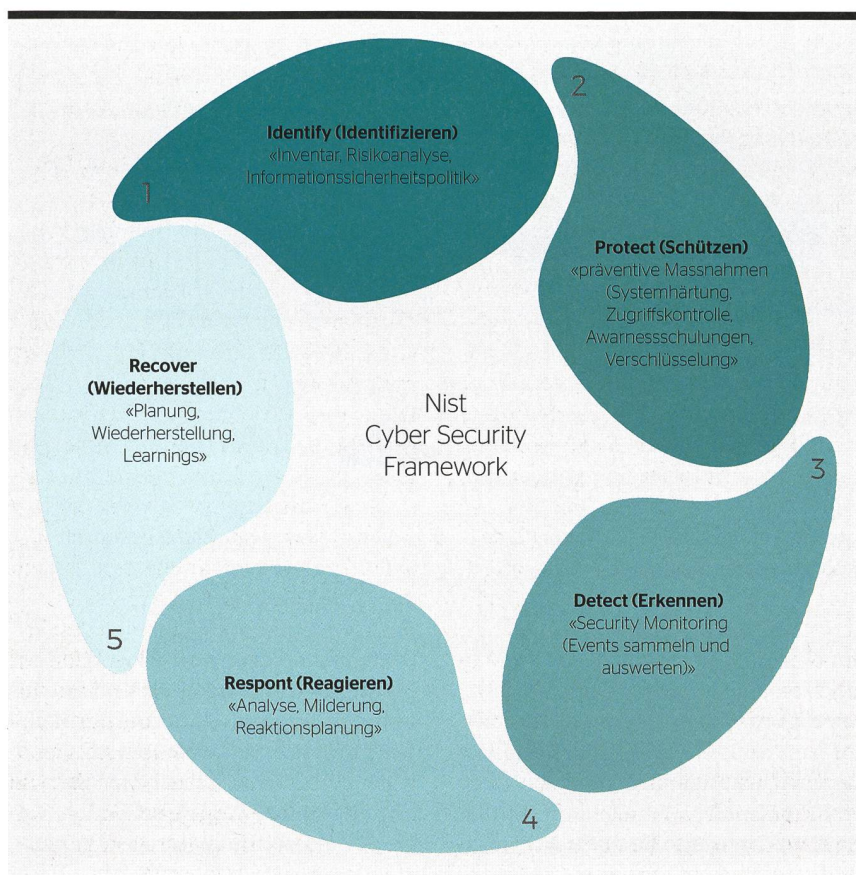 1
Identify (Identifizieren)
«Inventar, Risikoanalyse,
Informationssicherheitspolitik»
2
Protect (Schützen)
«präventive Massnahmen
(Systemhärtung,
Zugriffskontrolle,
Awarnessschulungen,
Verschlüsselung»
3
Detect (Erkennen)
«Security Monitoring
(Events sammeln und
auswerten)»
4
Respont (Reagieren)
«Analyse, Milderung,
Reaktionsplanung»
5
Recover
(Wiederherstellen)
«Planung,
Wiederherstellung,
Learnings»
Nist
Cyber Security
Framework